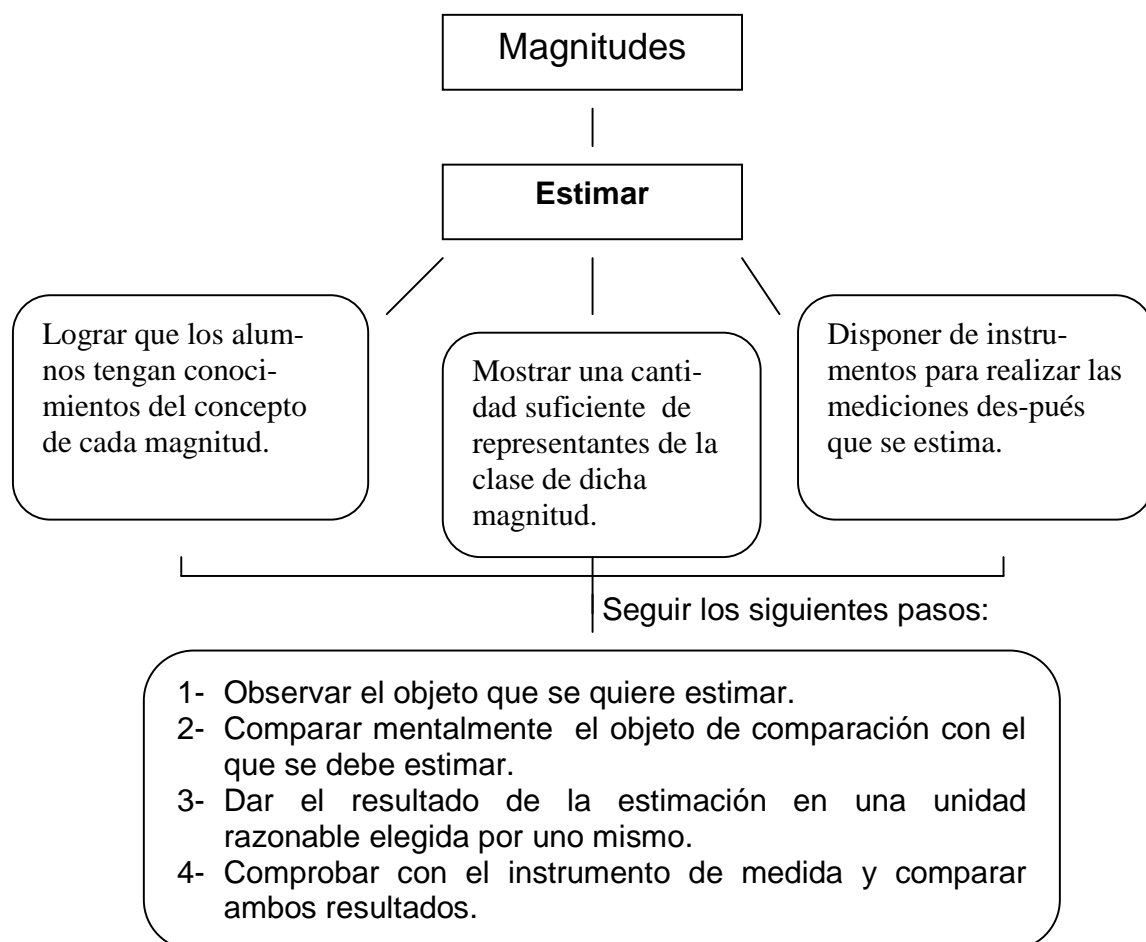 Magnitudes
Estimar
Lograr que los alum-
nos tengan conoci-
mientos del concepto
de cada magnitud.
Mostrar una canti-
dad suficiente de
representantes de la
clase de dicha
magnitud.
Disponer de instru-
mentos para realizar las
mediciones des-pués
que se estima.
Seguir los siguientes pasos:
1- Observar el objeto que se quiere estimar.
2- Comparar mentalmente el objeto de comparación con el
que se debe estimar.
3- Dar el resultado de la estimación en una unidad
razonable elegida por uno mismo.
4- Comprobar con el instrumento de medida y comparar
ambos resultados.